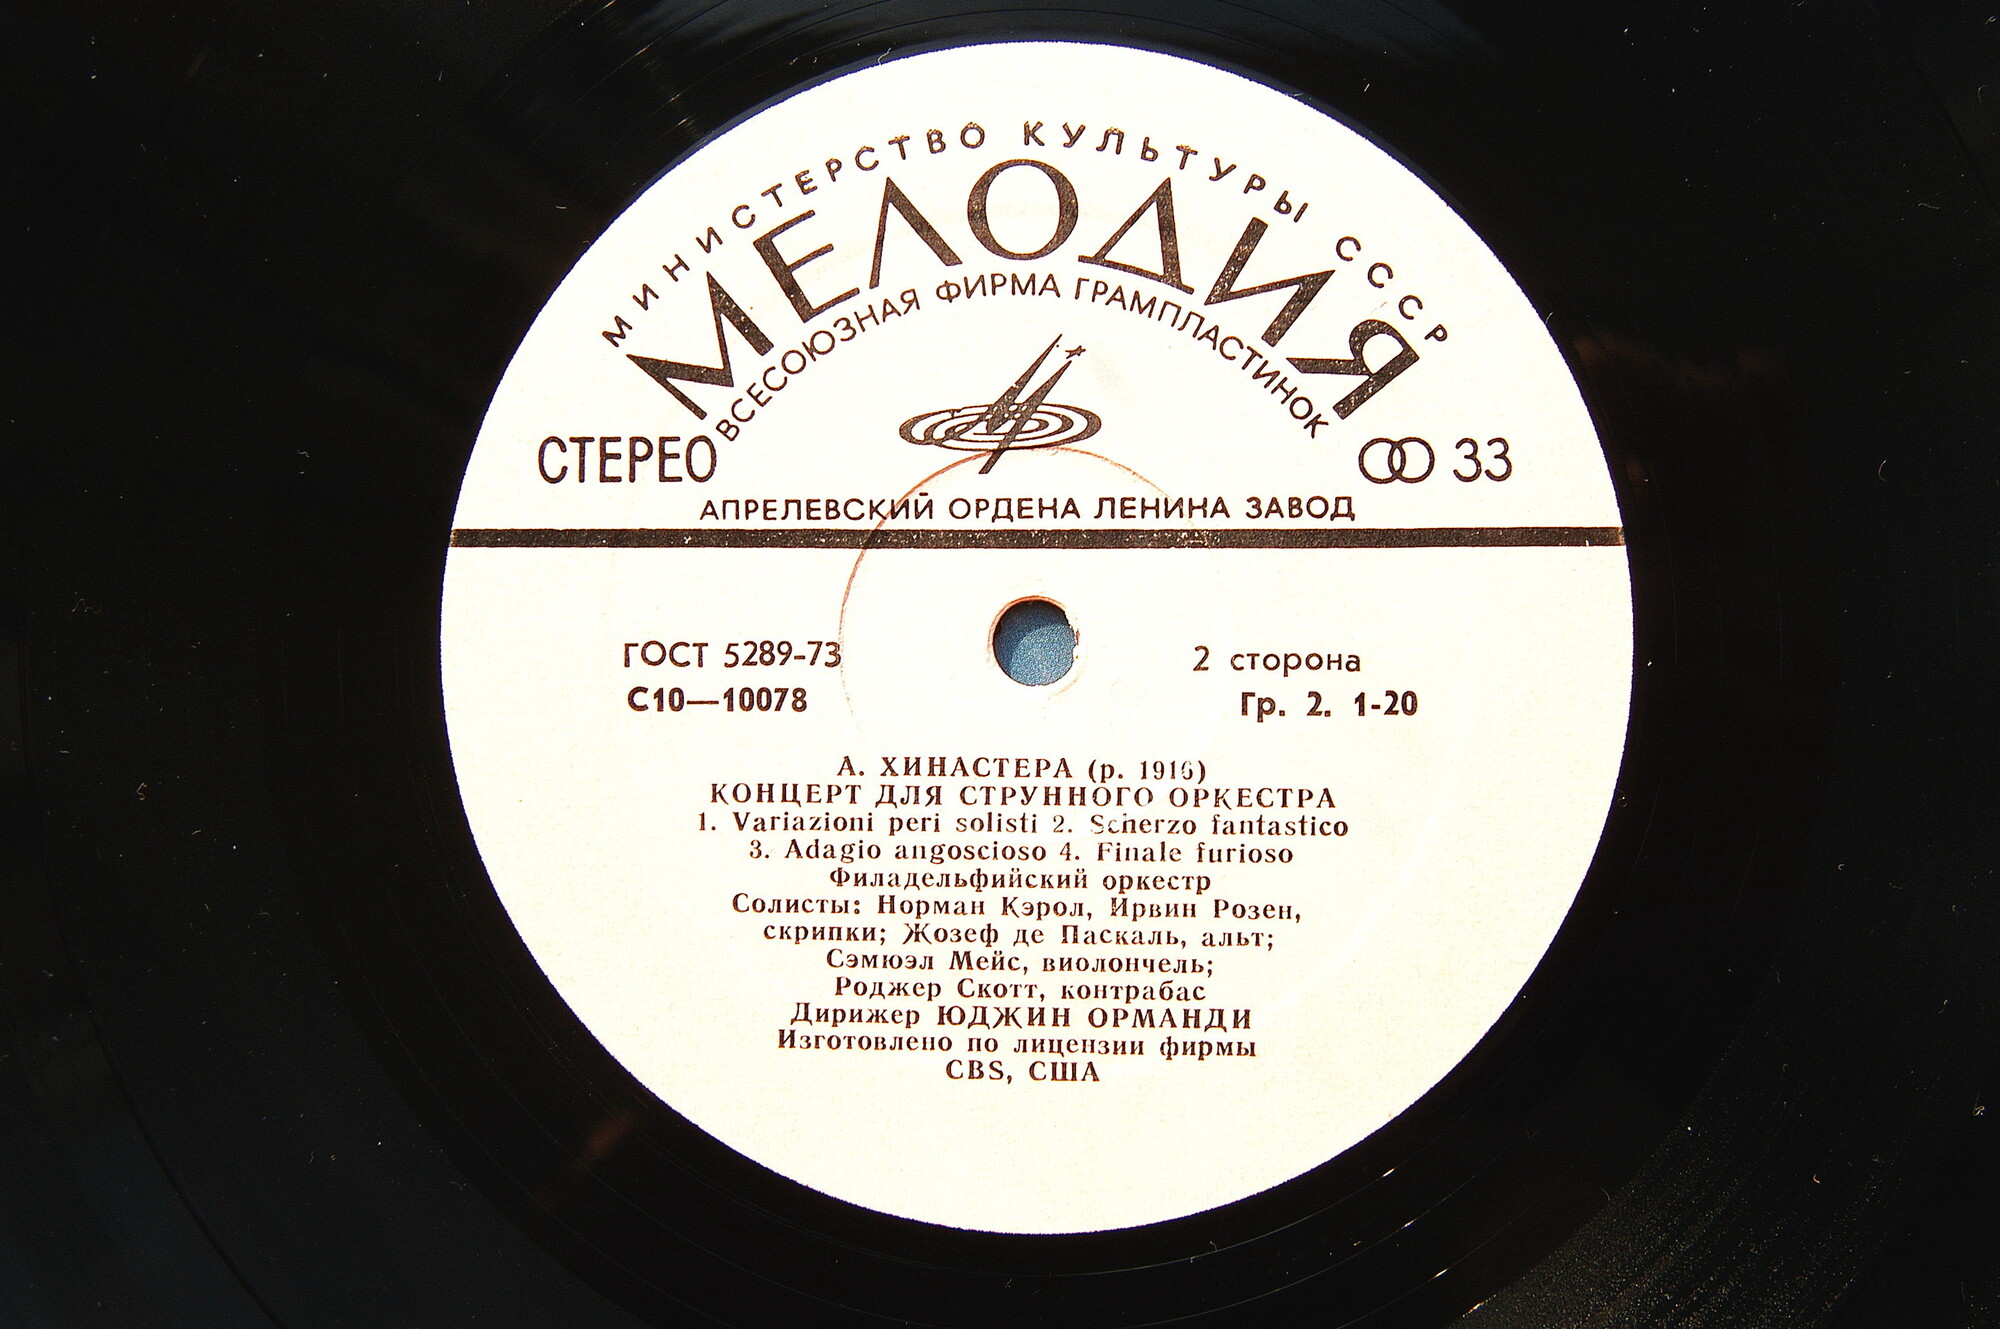 МИНИСТЕРСТВО КУЛЬТУРЫ СССР
МЕЛОДИЯ
ВСЕСОЮЗНАЯ ФИРМА ГРАМПЛАСТИНОК
СТЕРЕО
33
АПРЕЛЕВСКИЙ ОРДЕНА ЛЕНИНА ЗАВОД
ГОСТ 5289-73
2 сторона
С10—10078
Гр. 2. 1-20
А. ХИНАСТЕРА (р. 1916)
КОНЦЕРТ ДЛЯ СТРУННОГО ОРКЕСТРА
1. Variazioni peri solisti 2. Scherzo fantastico
3. Adagio angoscioso 4. Finale furioso
Филадельфийский оркестр
Солисты: Норман Кэрол, Ирвин Розен,
скрипки; Жозеф де Паскаль, альт;
Сэмюэл Мейс, виолончель;
Роджер Скотт, контрабас
Дирижер ЮДЖИН ОРМАНДИ
Изготовлено по лицензии фирмы
CBS, США